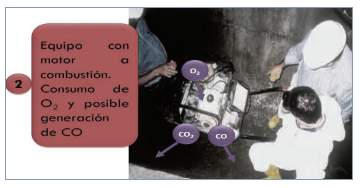 2
Equipo con
motor a
combustión.
Consumo de
O₂ y posible
generación
de CO
O₂
CO₂
CO